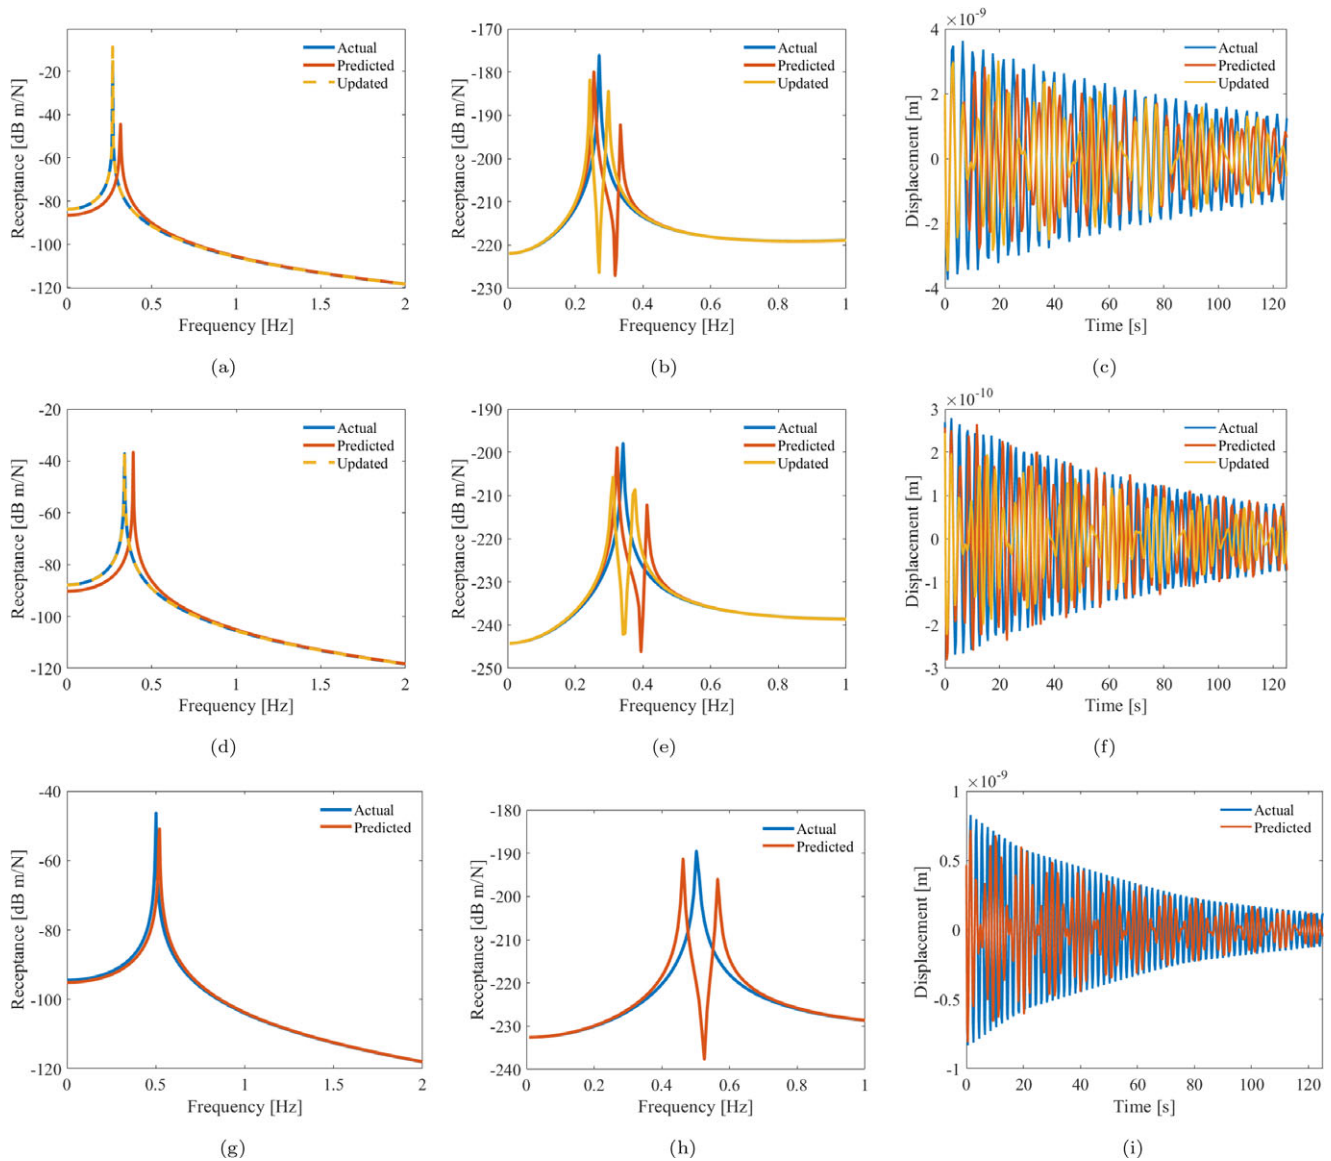 Receptance [dB m/N]
-20
-40
-60
-80
-100
-120
0
0.5
1
1.5
2
Frequency [Hz]
Actual
Predicted
Updated
(a)
Receptance [dB m/N]
-170
-180
-190
-200
-210
-220
-230
0
0.2
0.4
0.6
0.8
1
Frequency [Hz]
Actual
Predicted
Updated
(b)
×10-9
Displacement [m]
4
2
0
-2
-4
0
20
40
60
80
100
120
Time [s]
Actual
Predicted
Updated
(c)
Receptance [dB m/N]
-20
-40
-60
-80
-100
-120
0
0.5
1
1.5
2
Frequency [Hz]
Actual
Predicted
Updated
(d)
Receptance [dB m/N]
-190
-200
-210
-220
-230
-240
-250
0
0.2
0.4
0.6
0.8
1
Frequency [Hz]
Actual
Predicted
Updated
(e)
×10-10
Displacement [m]
3
2
1
0
-1
-2
-3
0
20
40
60
80
100
120
Time [s]
Actual
Predicted
Updated
(f)
Receptance [dB m/N]
-40
-60
-80
-100
-120
0
0.5
1
1.5
2
Frequency [Hz]
Actual
Predicted
(g)
Receptance [dB m/N]
-180
-190
-200
-210
-220
-230
-240
0
0.2
0.4
0.6
0.8
1
Frequency [Hz]
Actual
Predicted
(h)
×10-9
Displacement [m]
1
0.5
0
-0.5
-1
0
20
40
60
80
100
120
Time [s]
Actual
Predicted
(i)